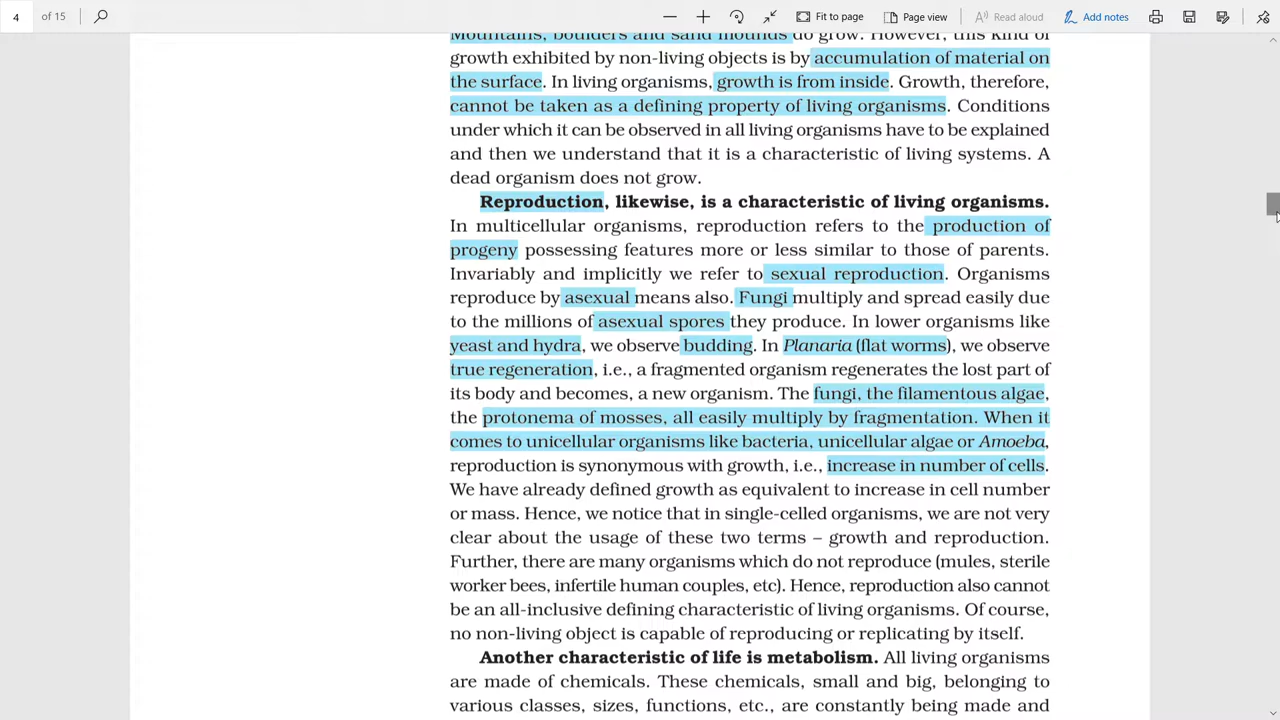 4 of 15 Fit to page Page view Read aloud Add notes
Mountains, boulders and sand mounds do grow. However, this kind of
growth exhibited by non-living objects is by accumulation of material on
the surface. In living organisms, growth is from inside. Growth, therefore,
cannot be taken as a defining property of living organisms. Conditions
under which it can be observed in all living organisms have to be explained
and then we understand that it is a characteristic of living systems. A
dead organism does not grow.
Reproduction, likewise, is a characteristic of living organisms.
In multicellular organisms, reproduction refers to the production of
progeny possessing features more or less similar to those of parents.
Invariably and implicitly we refer to sexual reproduction. Organisms
reproduce by asexual means also. Fungi multiply and spread easily due
to the millions of asexual spores they produce. In lower organisms like
yeast and hydra, we observe budding. In Planaria (flat worms), we observe
true regeneration, i.e., a fragmented organism regenerates the lost part of
its body and becomes, a new organism. The fungi, the filamentous algae,
the protonema of mosses, all easily multiply by fragmentation. When it
comes to unicellular organisms like bacteria, unicellular algae or Amoeba,
reproduction is synonymous with growth, i.e., increase in number of cells.
We have already defined growth as equivalent to increase in cell number
or mass. Hence, we notice that in single-celled organisms, we are not very
clear about the usage of these two terms – growth and reproduction.
Further, there are many organisms which do not reproduce (mules, sterile
worker bees, infertile human couples, etc). Hence, reproduction also cannot
be an all-inclusive defining characteristic of living organisms. Of course,
no non-living object is capable of reproducing or replicating by itself.
Another characteristic of life is metabolism. All living organisms
are made of chemicals. These chemicals, small and big, belonging to
various classes, sizes, functions, etc., are constantly being made and